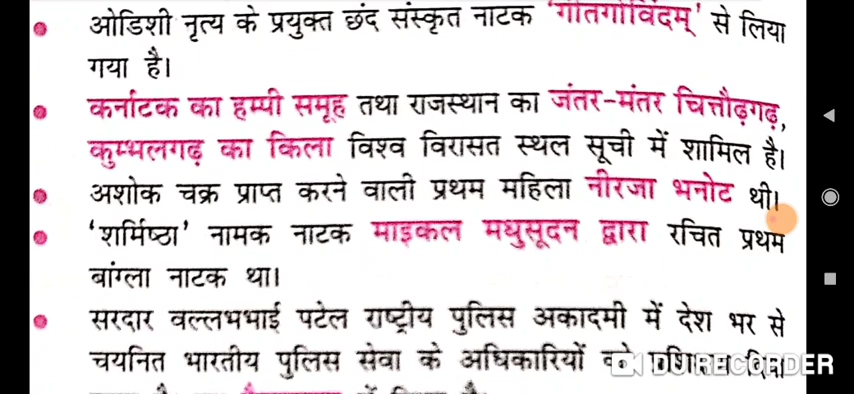 ओडिशी नृत्य के प्रयुक्त छंद संस्कृत नाटक 'गीतगोविंदम्' से लिया
गया है।
कर्नाटक का हम्पी समूह तथा राजस्थान का जंतर-मंतर चित्तौढ़गढ़,
कुम्भलगढ़ का किला विश्व विरासत स्थल सूची में शामिल है।
अशोक चक्र प्राप्त करने वाली प्रथम महिला नीरजा भनोट थी।
'शर्मिष्ठा' नामक नाटक माइकल मधुसूदन द्वारा रचित प्रथम
बांग्ला नाटक था।
सरदार वल्लभभाई पटेल राष्ट्रीय पुलिस अकादमी में देश भर से
चयनित भारतीय पुलिस सेवा के अधिकारियों को दिया
DU RECORDER